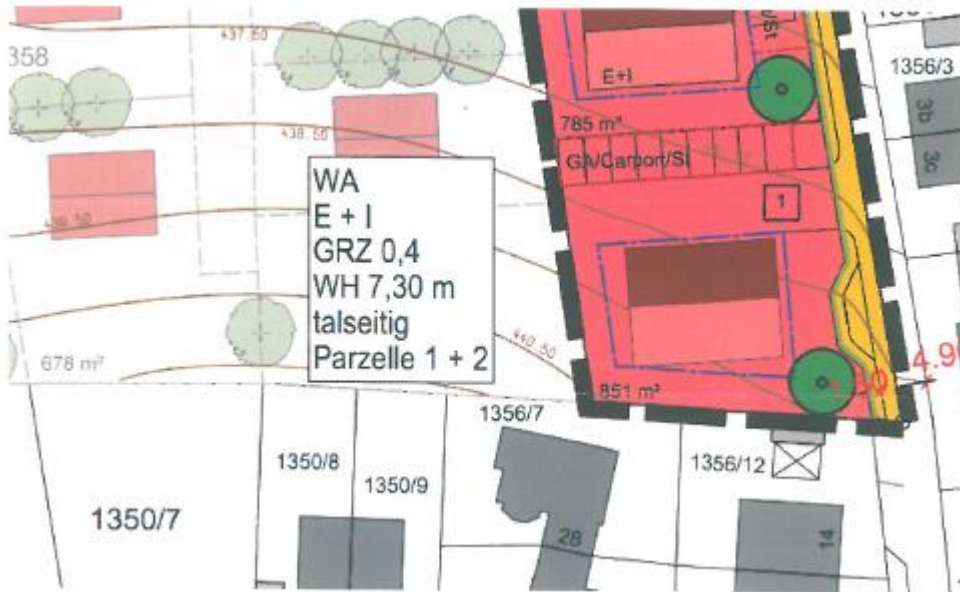 437.50
358
E+I
1356/3
3b
3c
785 m²
438.50
GA/Carport/St
WA
E + I
GRZ 0,4
WH 7,30 m
talseitig
Parzelle 1 + 2
1
439.50
440.50
678 m²
851 m²
4.9
1356/7
1350/8
1350/9
1356/12
1350/7
28
14